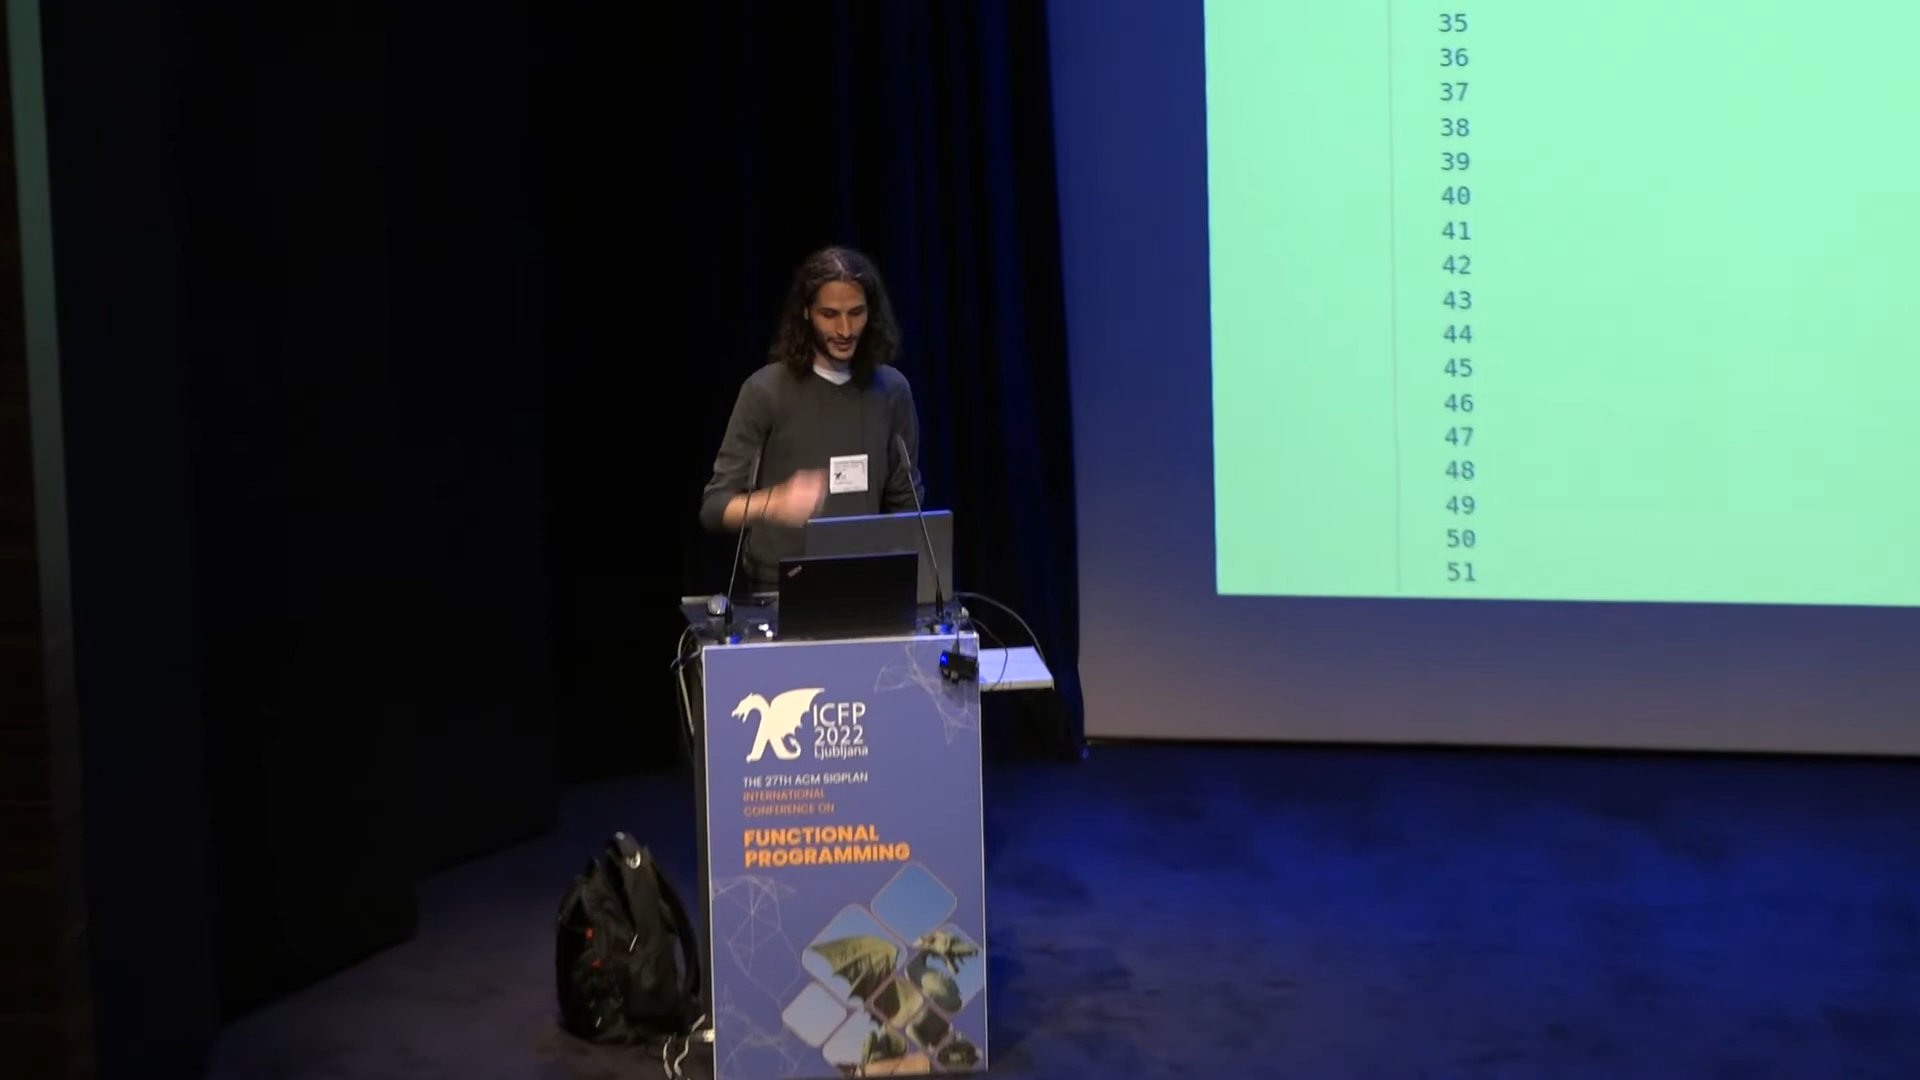 35
36
37
38
39
40
41
42
43
44
45
46
47
48
49
50
51
ICFP
2022
Ljubljana
THE 27TH ACM SIGPLAN
INTERNATIONAL
CONFERENCE ON
FUNCTIONAL
PROGRAMMING